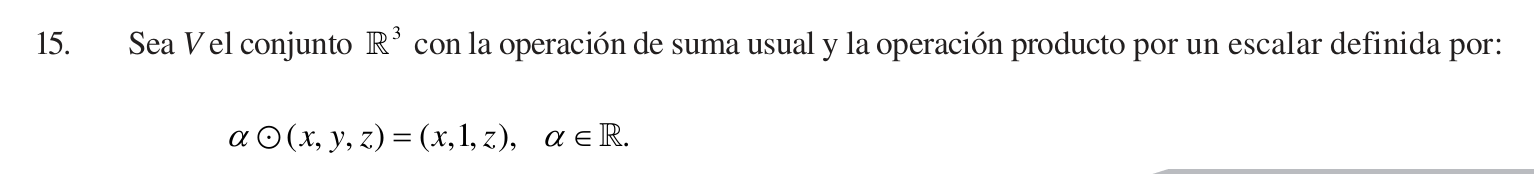 15. Sea V el conjunto ℝ³ con la operación de suma usual y la operación producto por un escalar definida por:
α ⊙ (x, y, z) = (x, 1, z), α ∈ ℝ.